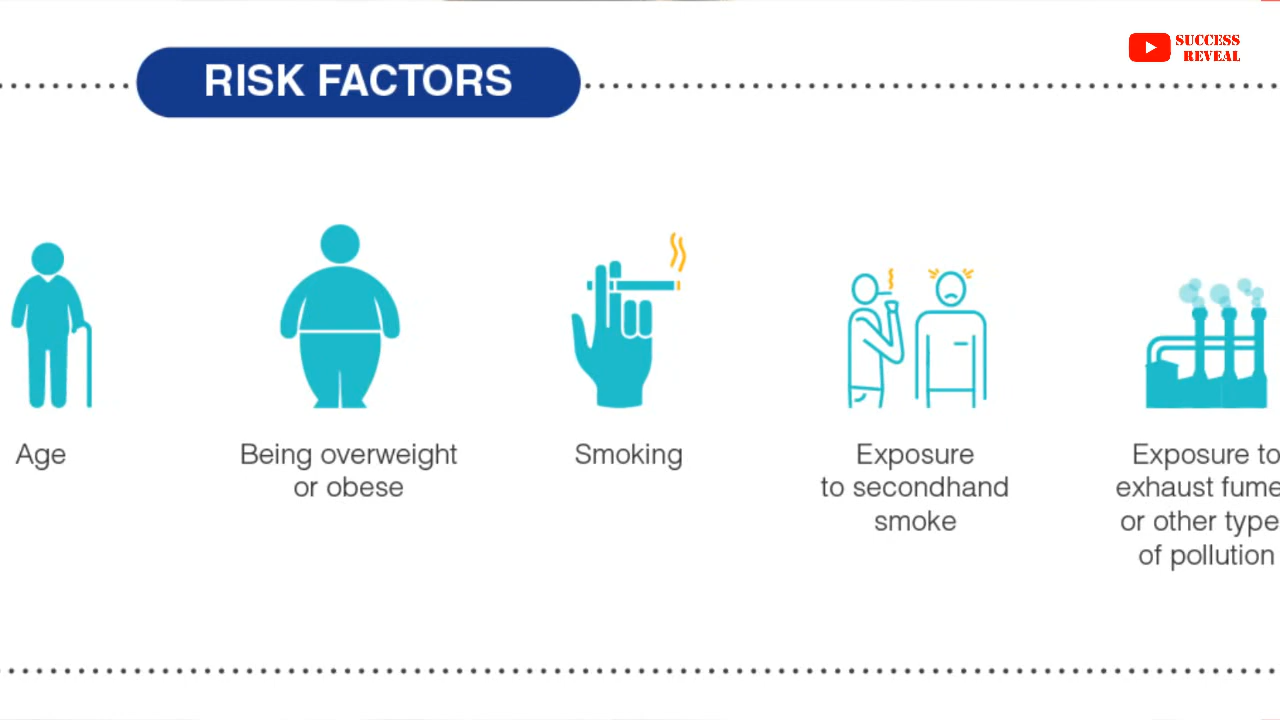 SUCCESS
REVEAL
RISK FACTORS
Age
Being overweight
or obese
Smoking
Exposure
to secondhand
smoke
Exposure to
exhaust fume
or other type
of pollution